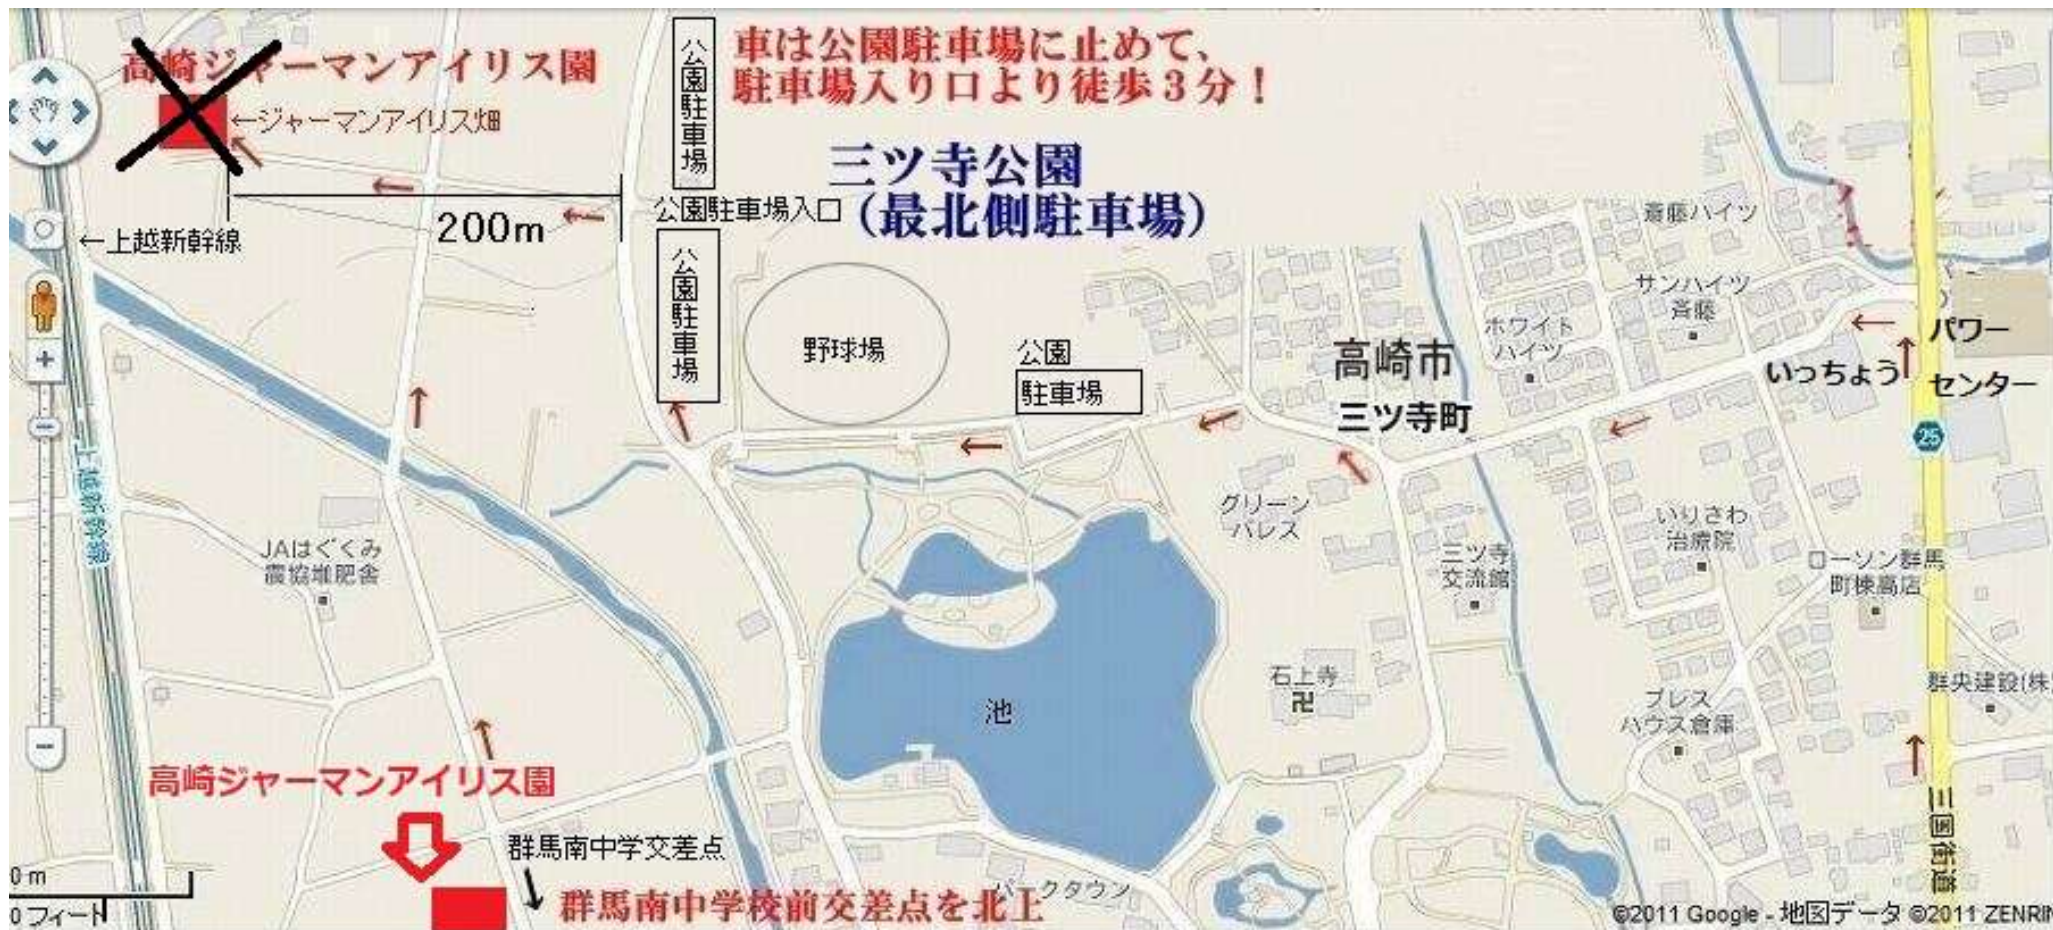 高崎ジャーマンアイリス園
←ジャーマンアイリス畑
公園駐車場
車は公園駐車場に止めて、
駐車場入り口より徒歩3分！
三ツ寺公園
(最北側駐車場)
公園駐車場入口
200m
←上越新幹線
公園駐車場
野球場
公園
駐車場
高崎市
三ツ寺町
斎藤ハイツ
サンハイツ
斉藤
ホワイト
ハイツ
パワー
センター
いっちょう
25
上越新幹線
JAはぐくみ
農協堆肥舎
グリーン
パレス
三ツ寺
交流館
いりさわ
治療院
ローソン群馬
町棟高店
石上寺
卍
池
プレス
ハウス倉庫
群央建設(株)
三国街道
高崎ジャーマンアイリス園
群馬南中学交差点
群馬南中学校前交差点を北上
パークタウン
0 m
0 フィート
©2011 Google - 地図データ ©2011 ZENRIN